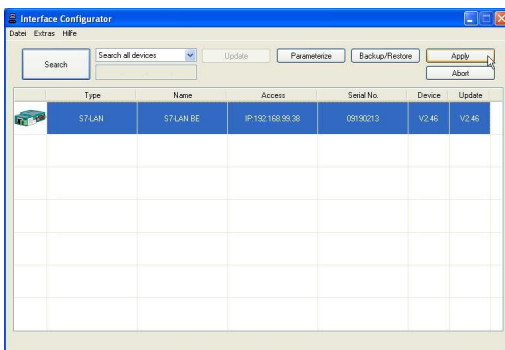 Interface Configurator
Datei Extras Hilfe
Search
Search all devices
Update
Parameterize
Backup/Restore
Apply
Abort
Type Name Access Serial No. Device Update
S7-LAN S7-LAN BE IP:192.168.99.38 09190213 V2.46 V2.46